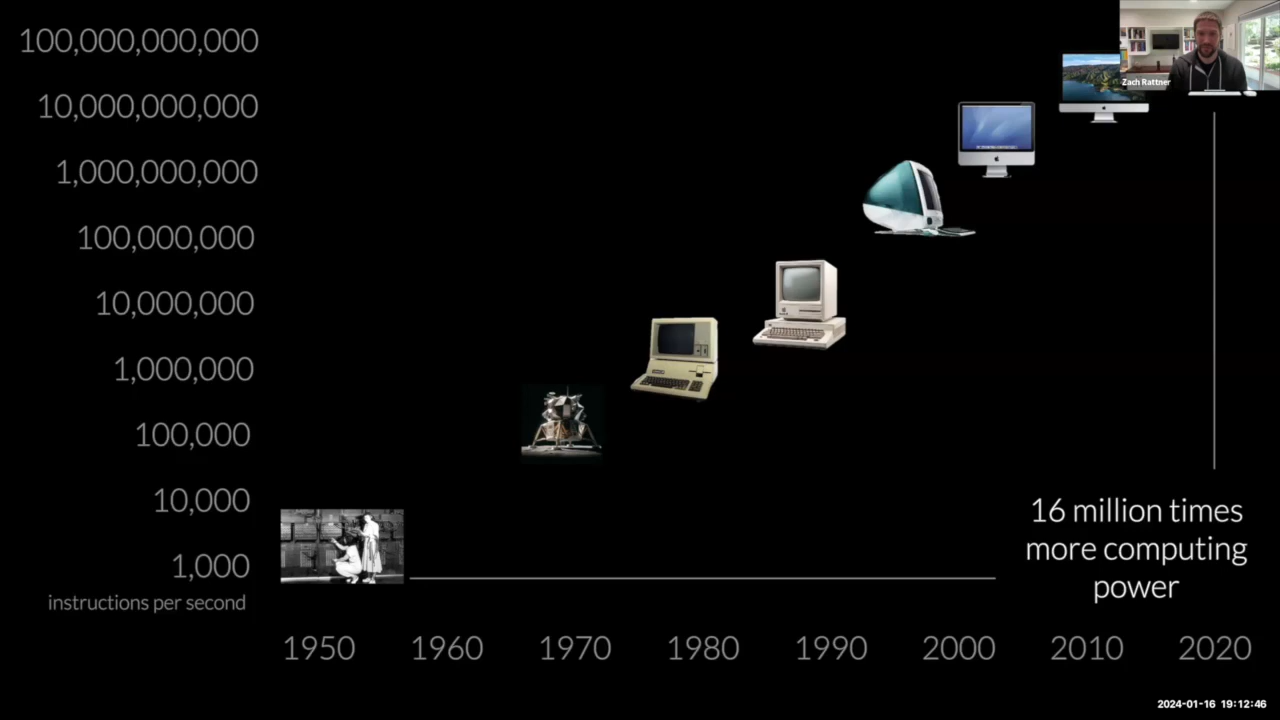 100,000,000,000
10,000,000,000
1,000,000,000
100,000,000
10,000,000
1,000,000
100,000
10,000
1,000
instructions per second
1950 1960 1970 1980 1990 2000 2010 2020
16 million times
more computing
power
Zach Rattner
2024-01-16 19:12:46